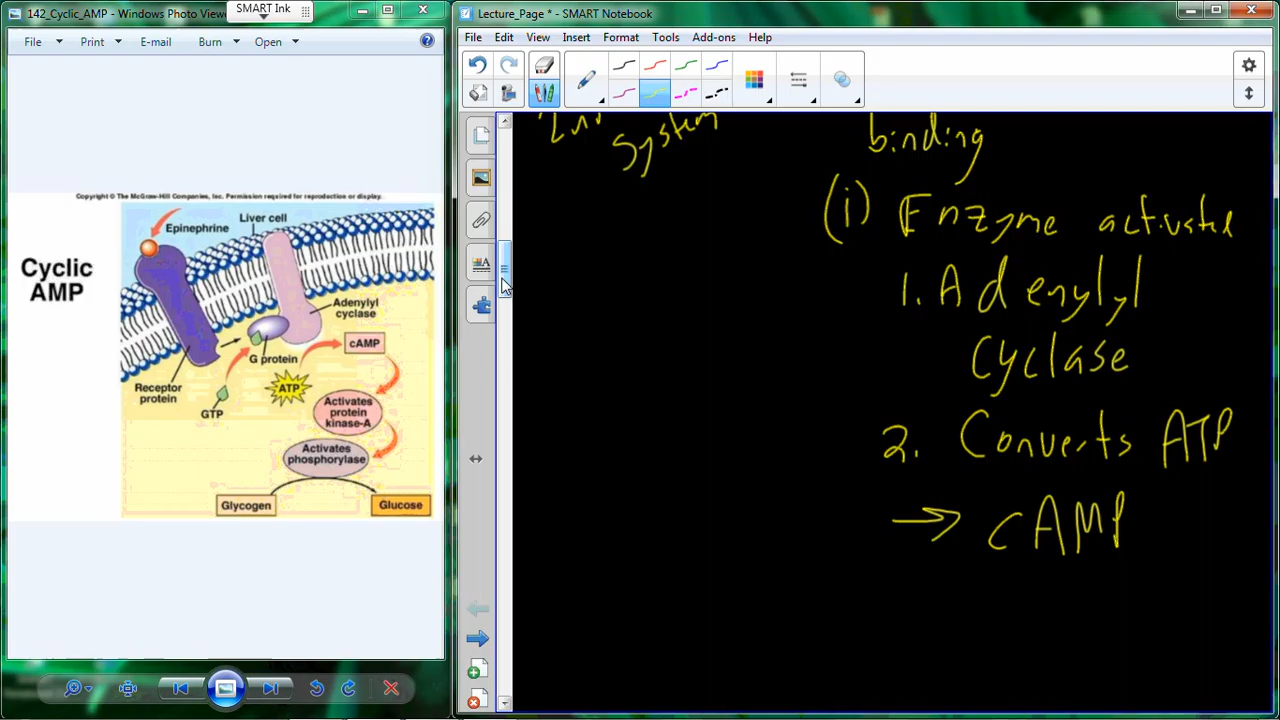 142_Cyclic_AMP - Windows Photo View
SMART Ink
File Print E-mail Burn Open
Copyright © The McGraw-Hill Companies, Inc. Permission required for reproduction or display.
Cyclic
AMP
Epinephrine
Liver cell
Adenylyl
cyclase
G protein
cAMP
Receptor
protein
GTP
ATP
Activates
protein
kinase-A
Activates
phosphorylase
Glycogen
Glucose
Lecture_Page * - SMART Notebook
File Edit View Insert Format Tools Add-ons Help
System
binding
(i) Enzyme activated
1. Adenylyl
cyclase
2. Converts ATP
→ cAMP